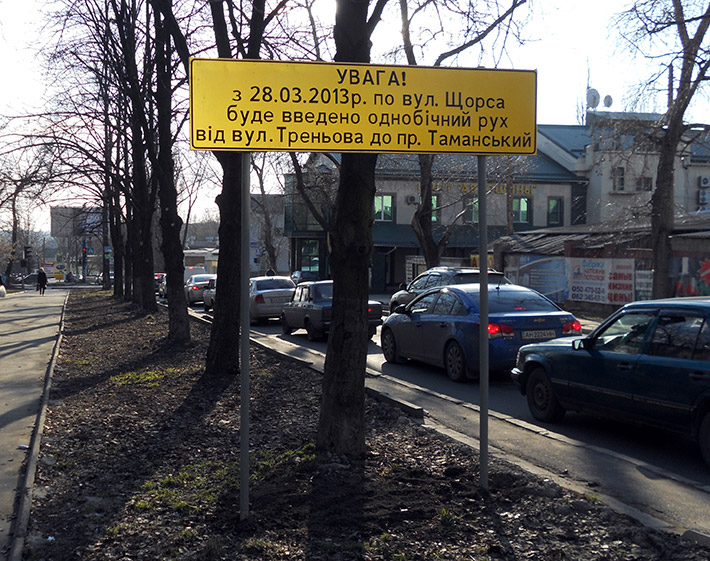 УВАГА!
з 28.03.2013р. по вул. Щорса
буде введено однобічний рух
від вул. Треньова до пр. Таманський